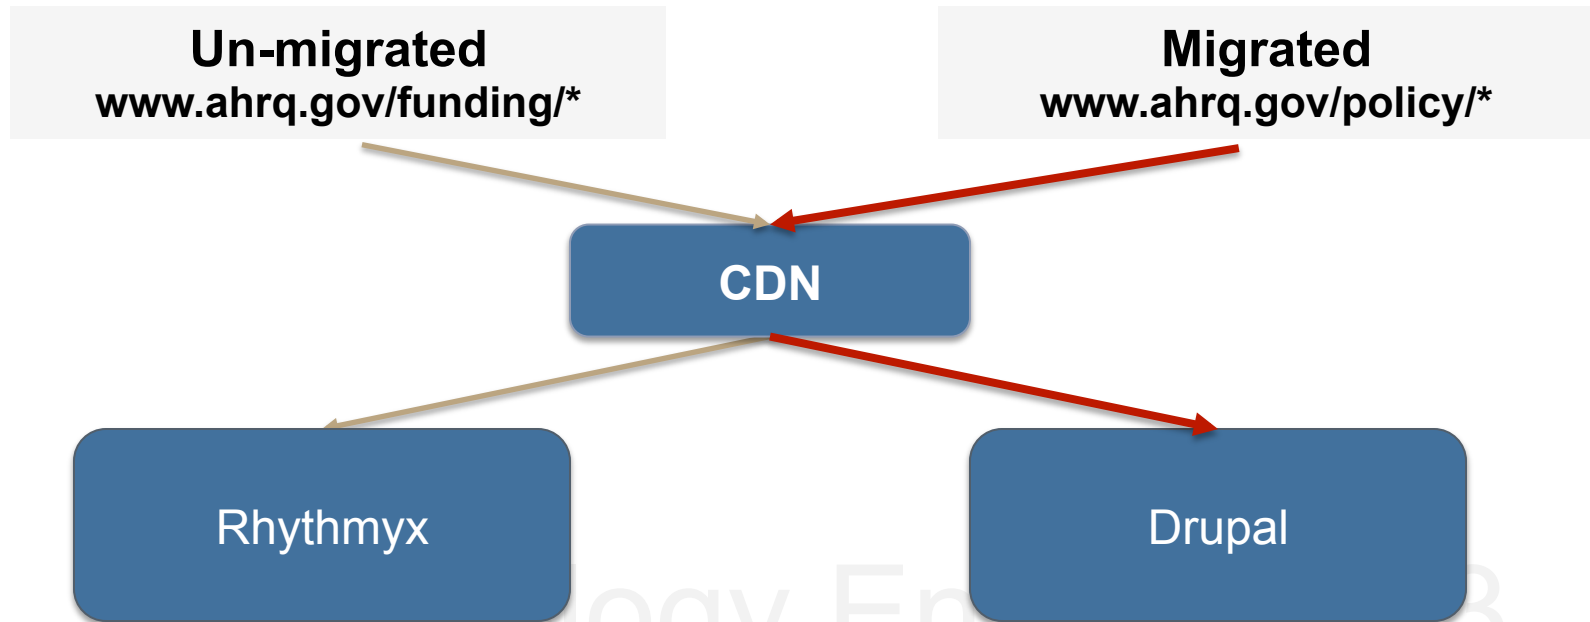 Un-migrated
www.ahrq.gov/funding/*
Migrated
www.ahrq.gov/policy/*
CDN
Rhythmyx
Drupal